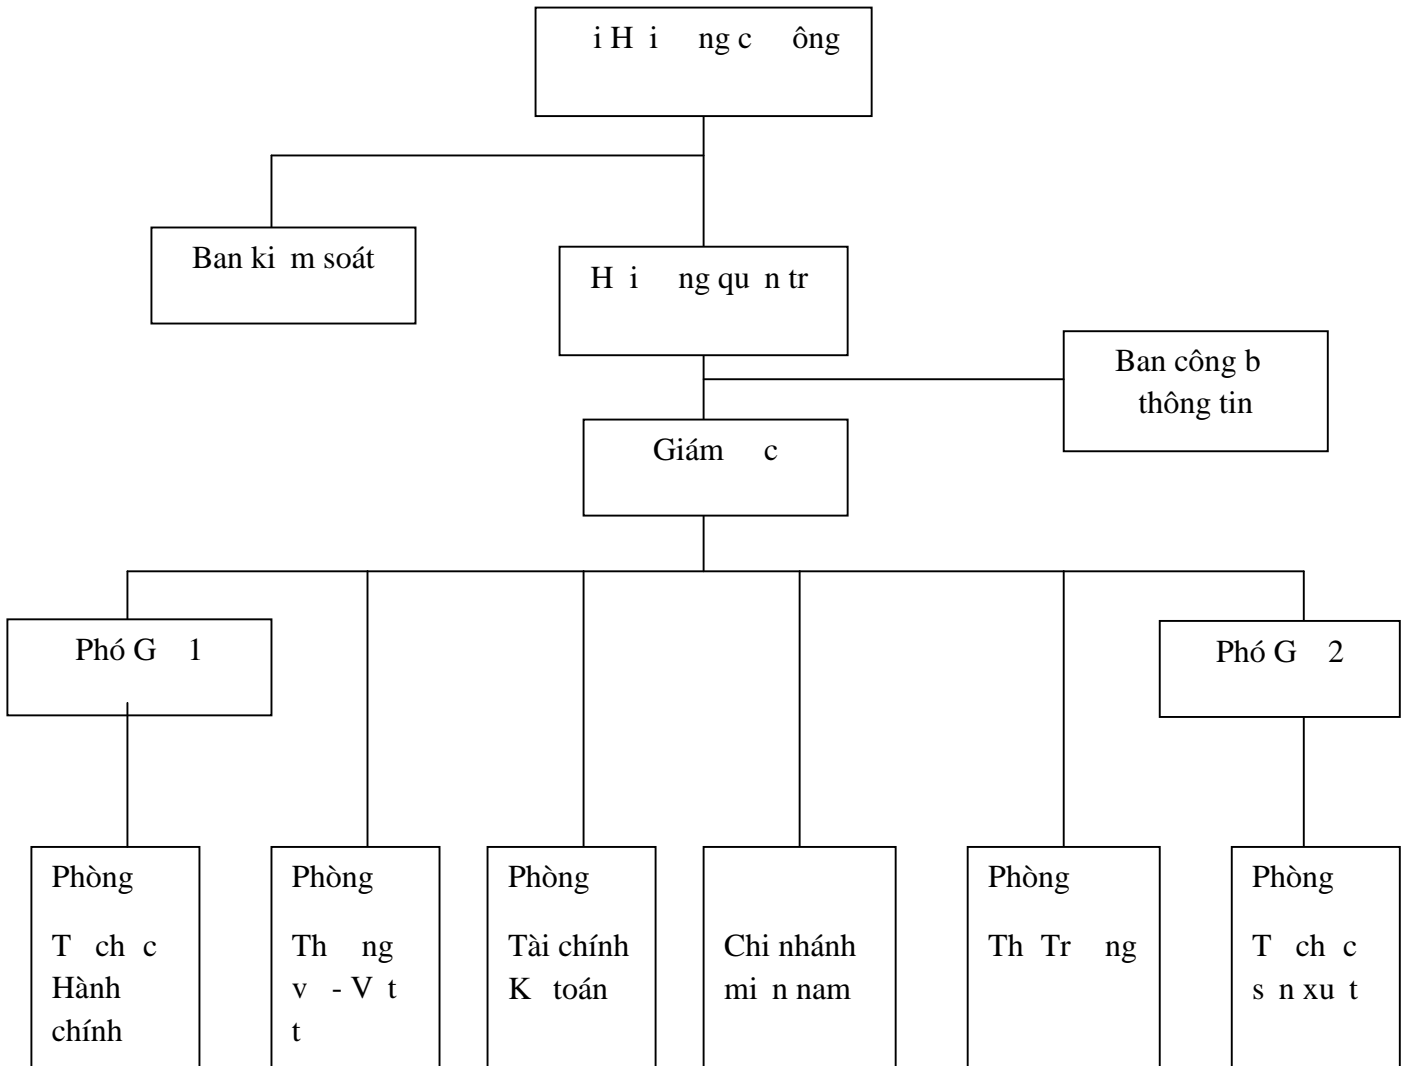 i H i ng c ông
Ban ki m soát
H i ng qu n tr
Ban công b
thông tin
Giám c
Phó G 1
Phó G 2
Phòng
T ch c
Hành
chính
Phòng
Th ng
v - V t
t
Phòng
Tài chính
K toán
Chi nhánh
mi n nam
Phòng
Th Tr ng
Phòng
T ch c
s n xu t